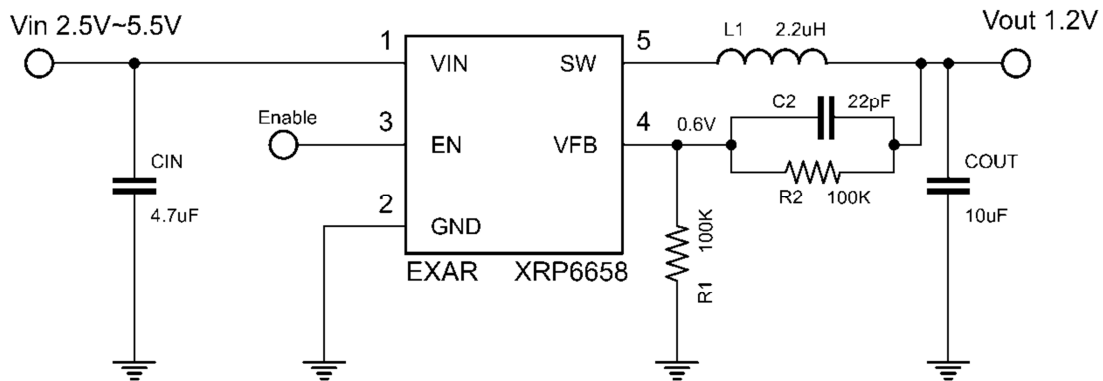 Vin 2.5V~5.5V
Vout 1.2V
L1 2.2uH
1 VIN
SW 5
C2 22pF
Enable
3 EN
VFB 4
0.6V
CIN
4.7uF
R2 100K
COUT
10uF
2 GND
100K
R1
EXAR XRP6658